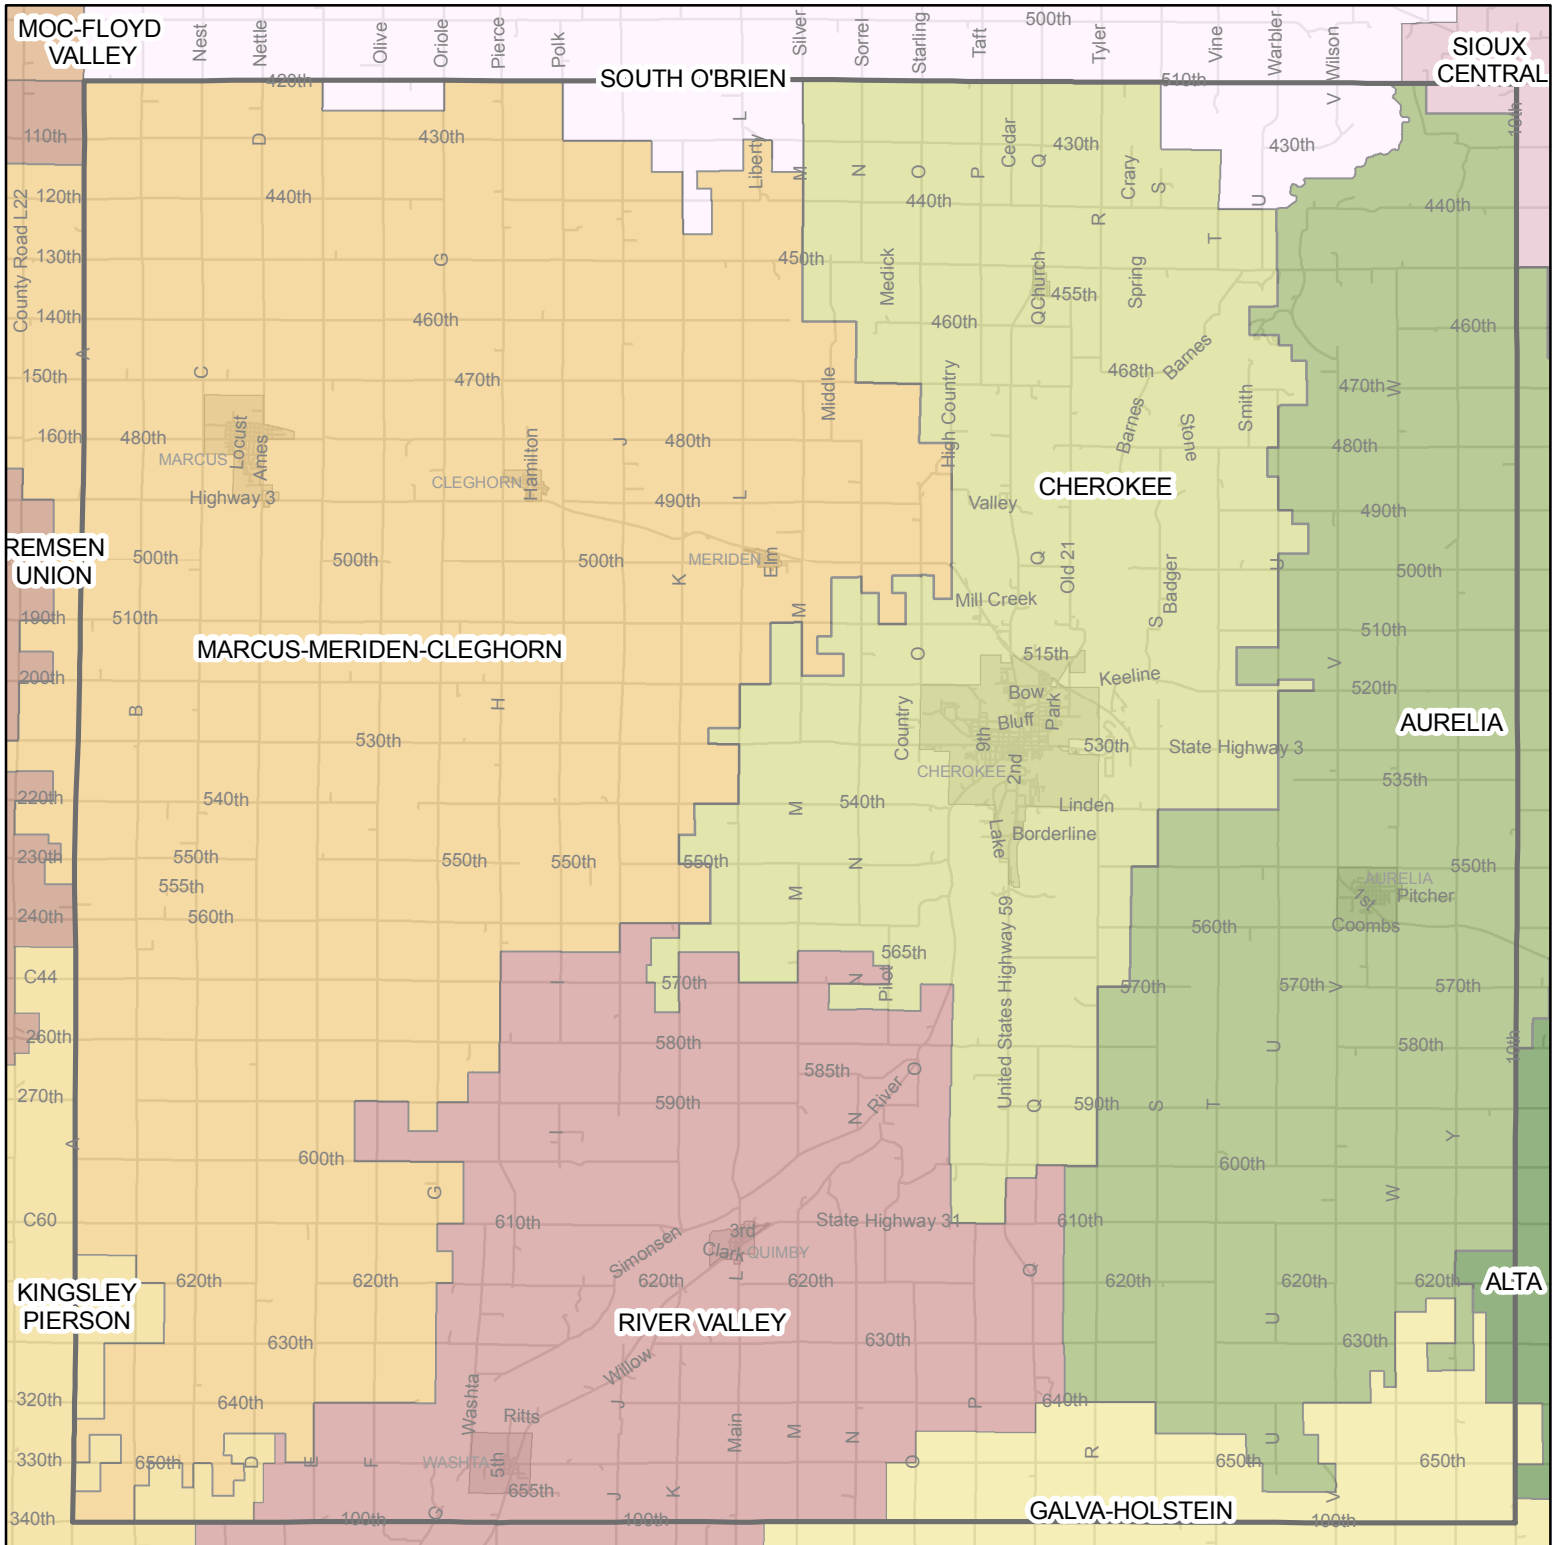 MOC-FLOYD
VALLEY
Nest
Nettle
Olive
Oriole
Pierce
Polk
Silver
Sorrel
Starling
Taft
500th
Tyler
Vine
Warbler
Wilson
SIOUX
CENTRAL
420th
SOUTH O'BRIEN
510th
V
10th
110th
D
430th
L
Liberty
M
N
O
P
Cedar
Q
430th
Crary
S
430th
U
County Road L22
120th
440th
440th
R
T
440th
130th
G
450th
Medick
QChurch
Q
455th
Spring
140th
460th
460th
460th
A
150th
C
470th
Middle
High Country
468th
Barnes
Barnes
Smith
470th
W
160th
480th
Locust
Ames
MARCUS
Highway 3
CLEGHORN
Hamilton
J
480th
Stone
480th
CHEROKEE
490th
L
Valley
490th
REMSEN
UNION
500th
500th
500th
K
MERIDEN
Elm
Q
Old 21
Badger
U
500th
190th
510th
M
Mill Creek
S
510th
MARCUS-MERIDEN-CLEGHORN
O
515th
Keeline
V
200th
B
H
Country
Bow
Bluff
Park
520th
AURELIA
530th
9th
2nd
CHEROKEE
530th
State Highway 3
535th
220th
540th
M
540th
Linden
Lake
Borderline
230th
550th
550th
550th
550th
N
550th
555th
M
AURELIA
1st
Pitcher
240th
560th
United States Highway 59
560th
Coombs
C44
I
570th
N
Pilot
565th
570th
570th
V
570th
260th
580th
U
580th
10th
270th
585th
O
River
590th
N
Q
590th
S
T
A
I
Y
600th
600th
G
W
C60
610th
3rd
Clark
QUIMBY
State Highway 31
610th
Simonsen
KINGSLEY
PIERSON
620th
620th
620th
L
620th
Q
620th
620th
620th
ALTA
RIVER VALLEY
U
630th
630th
630th
Willow
320th
640th
Washta
Ritts
J
Main
M
N
P
640th
330th
650th
D
E
F
WASHTA
5th
O
R
650th
U
650th
655th
G
J
K
V
340th
100th
100th
GALVA-HOLSTEIN
100th